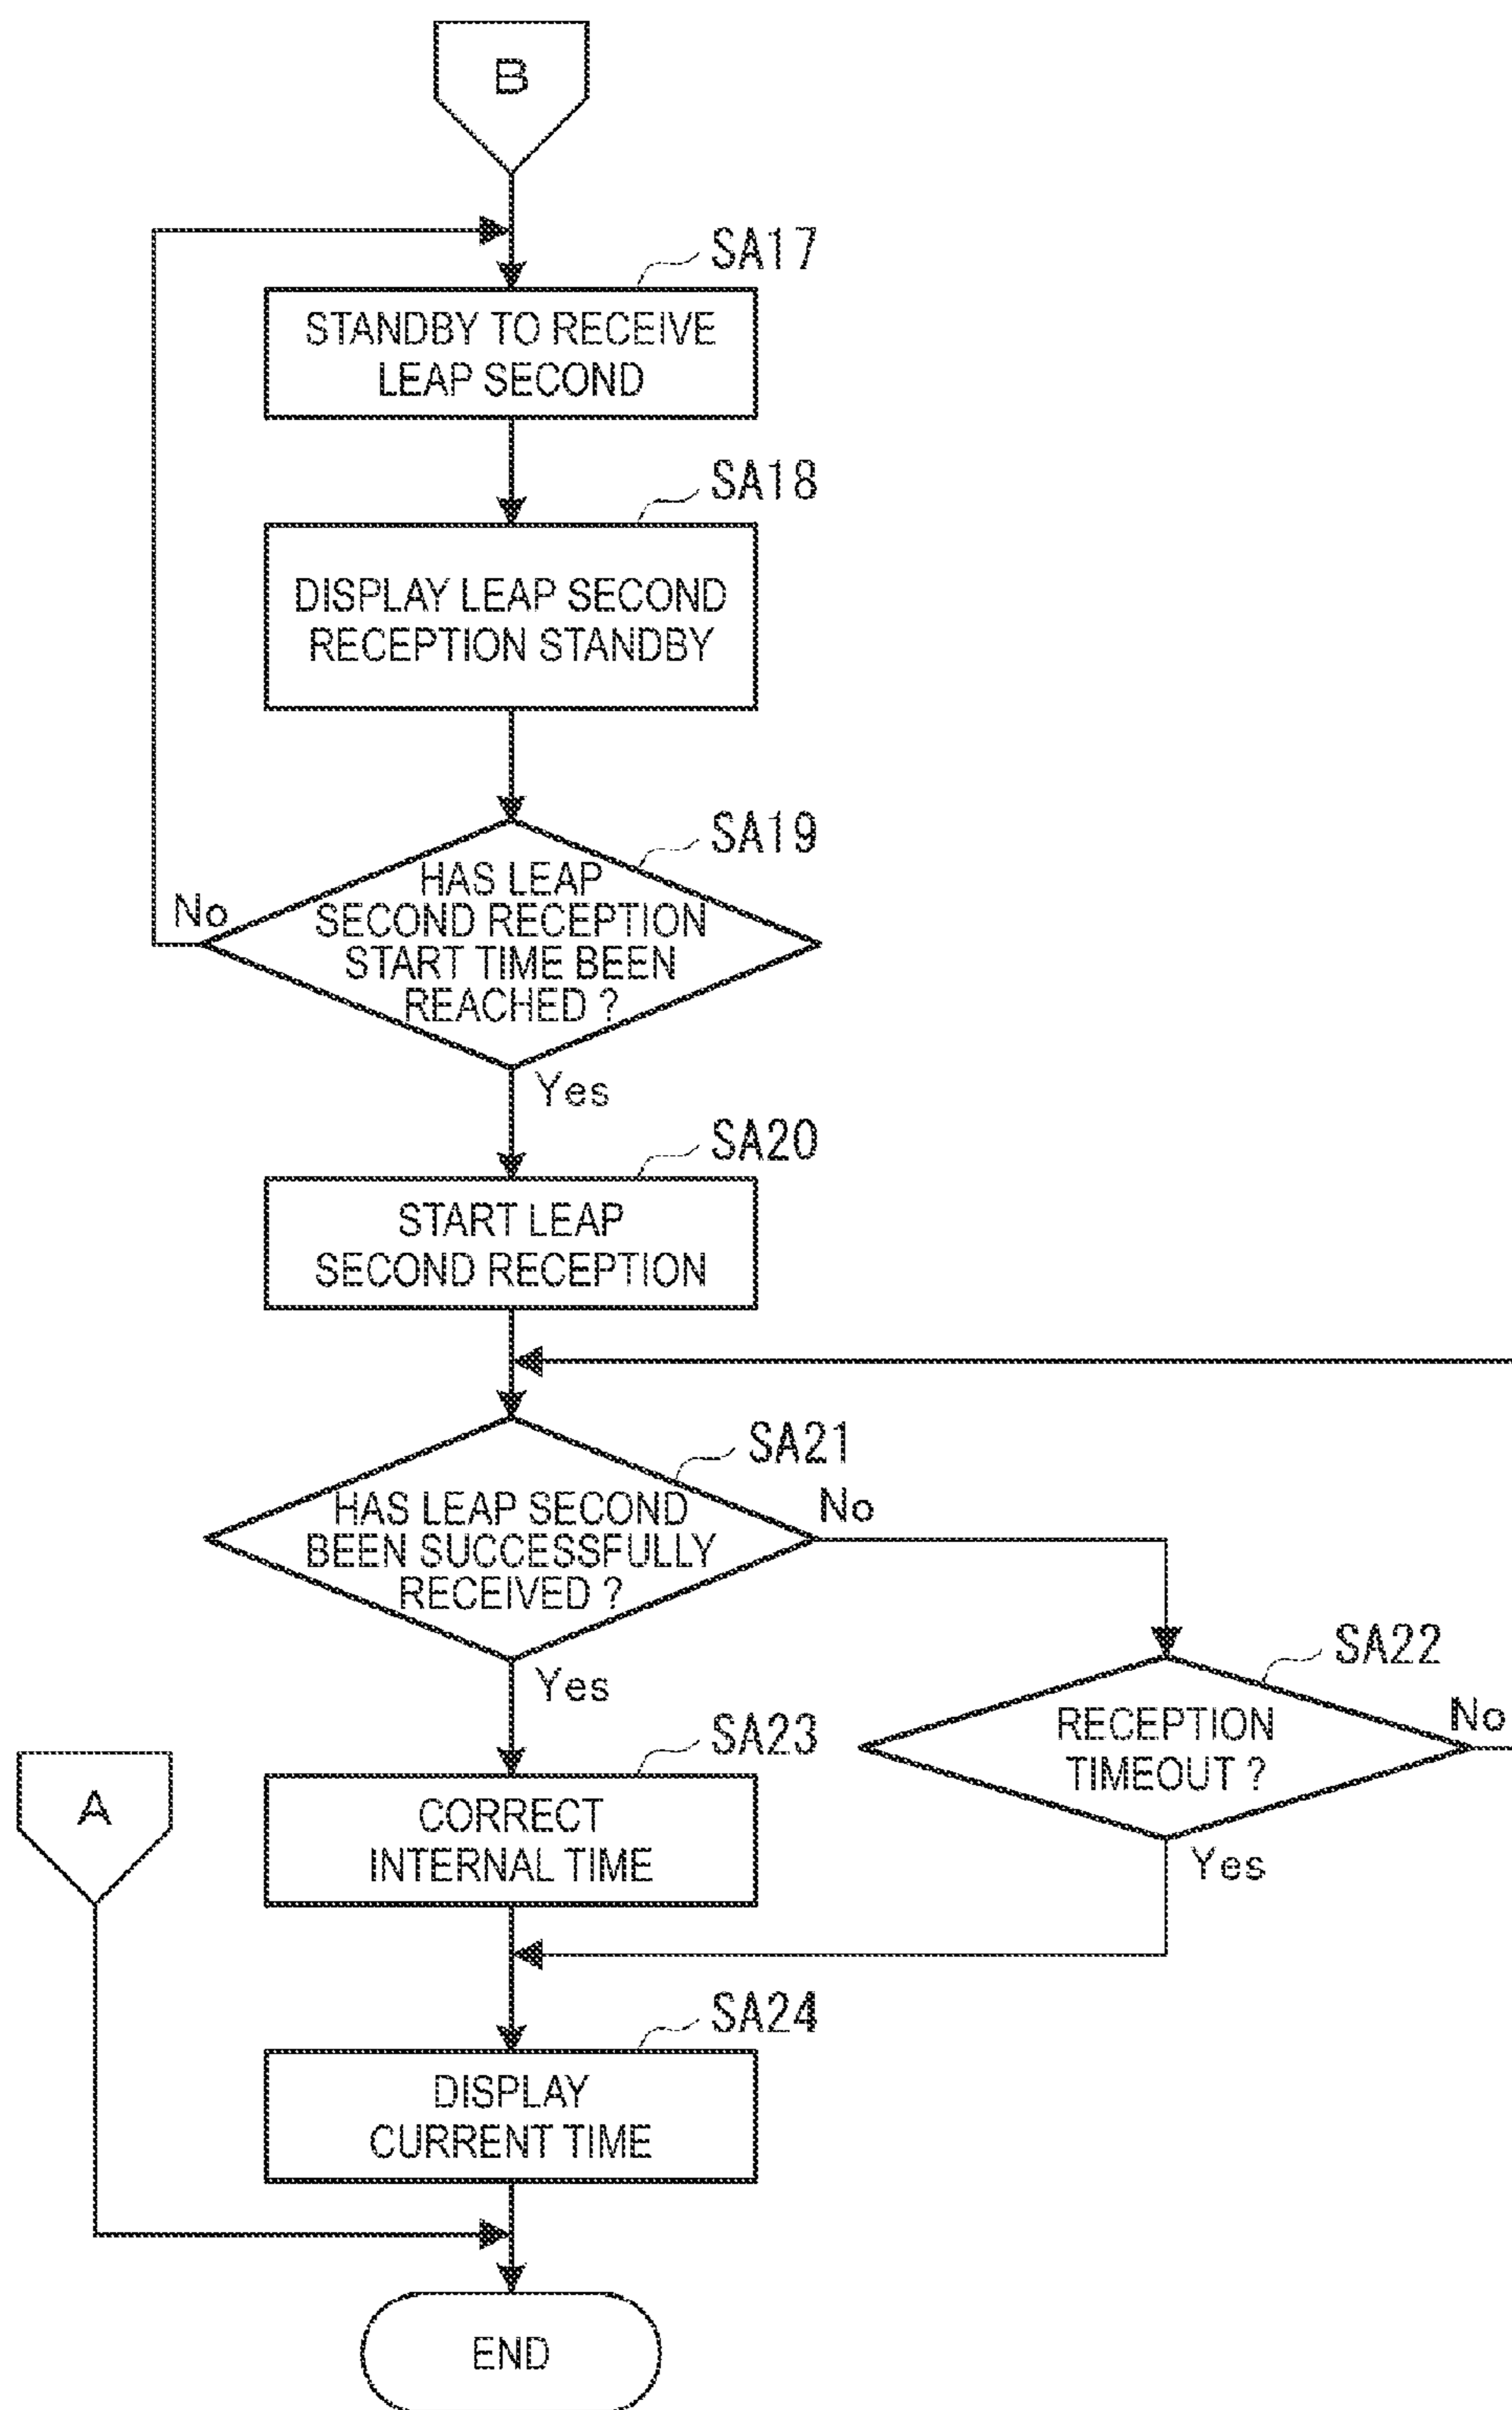 B
SA17
STANDBY TO RECEIVE
LEAP SECOND
SA18
DISPLAY LEAP SECOND
RECEPTION STANDBY
SA19
HAS LEAP
SECOND RECEPTION
START TIME BEEN
REACHED ?
No
Yes
SA20
START LEAP
SECOND RECEPTION
SA21
HAS LEAP SECOND
BEEN SUCCESSFULLY
RECEIVED ?
No
Yes
SA22
RECEPTION
TIMEOUT ?
No
Yes
SA23
CORRECT
INTERNAL TIME
A
SA24
DISPLAY
CURRENT TIME
END